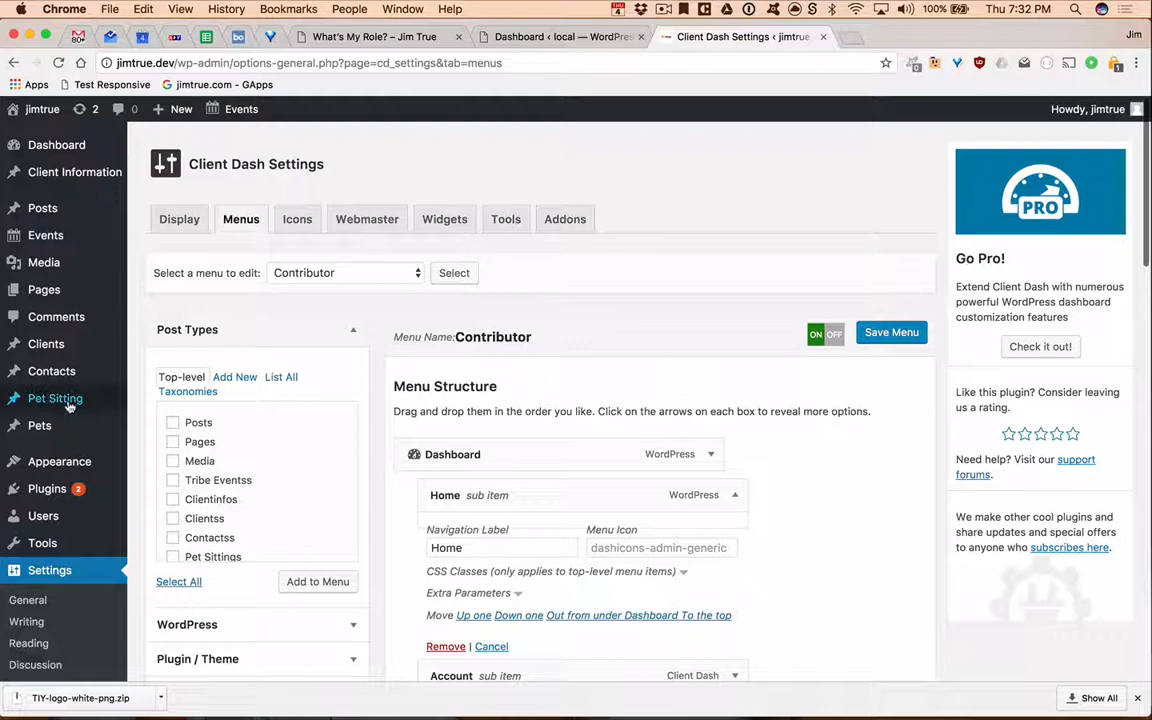 Chrome File Edit View History Bookmarks People Window Help 100% Thu 7:32 PM
What's My Role? – Jim True × Dashboard ‹ local — WordPres × Client Dash Settings ‹ jimtrue × Jim
jimtrue.dev/wp-admin/options-general.php?page=cd_settings&tab=menus
Apps Test Responsive jimtrue.com - GApps
jimtrue 2 0 + New Events Howdy, jimtrue
Dashboard
Client Information
Posts
Events
Media
Pages
Comments
Clients
Contacts
Pet Sitting
Pets
Appearance
Plugins 2
Users
Tools
Settings
General
Writing
Reading
Discussion
Client Dash Settings
Display Menus Icons Webmaster Widgets Tools Addons
Select a menu to edit: Contributor Select
Post Types
Top-level Add New List All
Taxonomies
Posts
Pages
Media
Tribe Eventss
Clientinfos
Clientss
Contactss
Pet Sittings
Select All Add to Menu
WordPress
Plugin / Theme
Menu Name: Contributor ON OFF Save Menu
Menu Structure
Drag and drop them in the order you like. Click on the arrows on each box to reveal more options.
Dashboard WordPress
Home sub item WordPress
Navigation Label Menu Icon
Home dashicons-admin-generic
CSS Classes (only applies to top-level menu items)
Extra Parameters
Move Up one Down one Out from under Dashboard To the top
Remove | Cancel
Account sub item Client Dash
PRO
Go Pro!
Extend Client Dash with numerous
powerful WordPress dashboard
customization features
Check it out!
Like this plugin? Consider leaving
us a rating.
Need help? Visit our support
forums.
We make other cool plugins and
share updates and special offers
to anyone who subscribes here.
TIY-logo-white-png.zip Show All ×